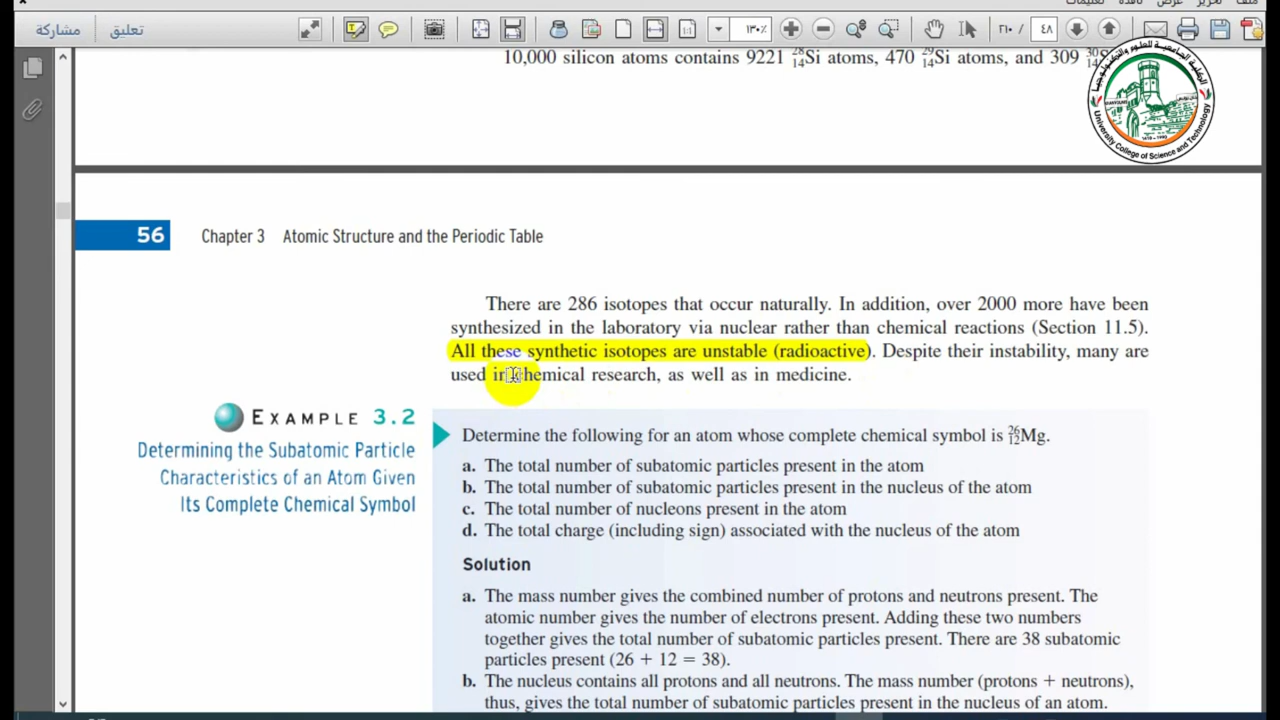 مشاركة
تعليق
١٣٠٪
٢١٠ /
٤٨
10,000 silicon atoms contains 9221 ²⁸₁₄Si atoms, 470 ²⁹₁₄Si atoms, and 309 ³⁰₁₄S
University College of Science and Technology
56
Chapter 3 Atomic Structure and the Periodic Table
There are 286 isotopes that occur naturally. In addition, over 2000 more have been
synthesized in the laboratory via nuclear rather than chemical reactions (Section 11.5).
All these synthetic isotopes are unstable (radioactive). Despite their instability, many are
used in chemical research, as well as in medicine.
EXAMPLE 3.2
Determining the Subatomic Particle
Characteristics of an Atom Given
Its Complete Chemical Symbol
Determine the following for an atom whose complete chemical symbol is ²⁶₁₂Mg.
a. The total number of subatomic particles present in the atom
b. The total number of subatomic particles present in the nucleus of the atom
c. The total number of nucleons present in the atom
d. The total charge (including sign) associated with the nucleus of the atom
Solution
a. The mass number gives the combined number of protons and neutrons present. The
atomic number gives the number of electrons present. Adding these two numbers
together gives the total number of subatomic particles present. There are 38 subatomic
particles present (26 + 12 = 38).
b. The nucleus contains all protons and all neutrons. The mass number (protons + neutrons),
thus, gives the total number of subatomic particles present in the nucleus of an atom.